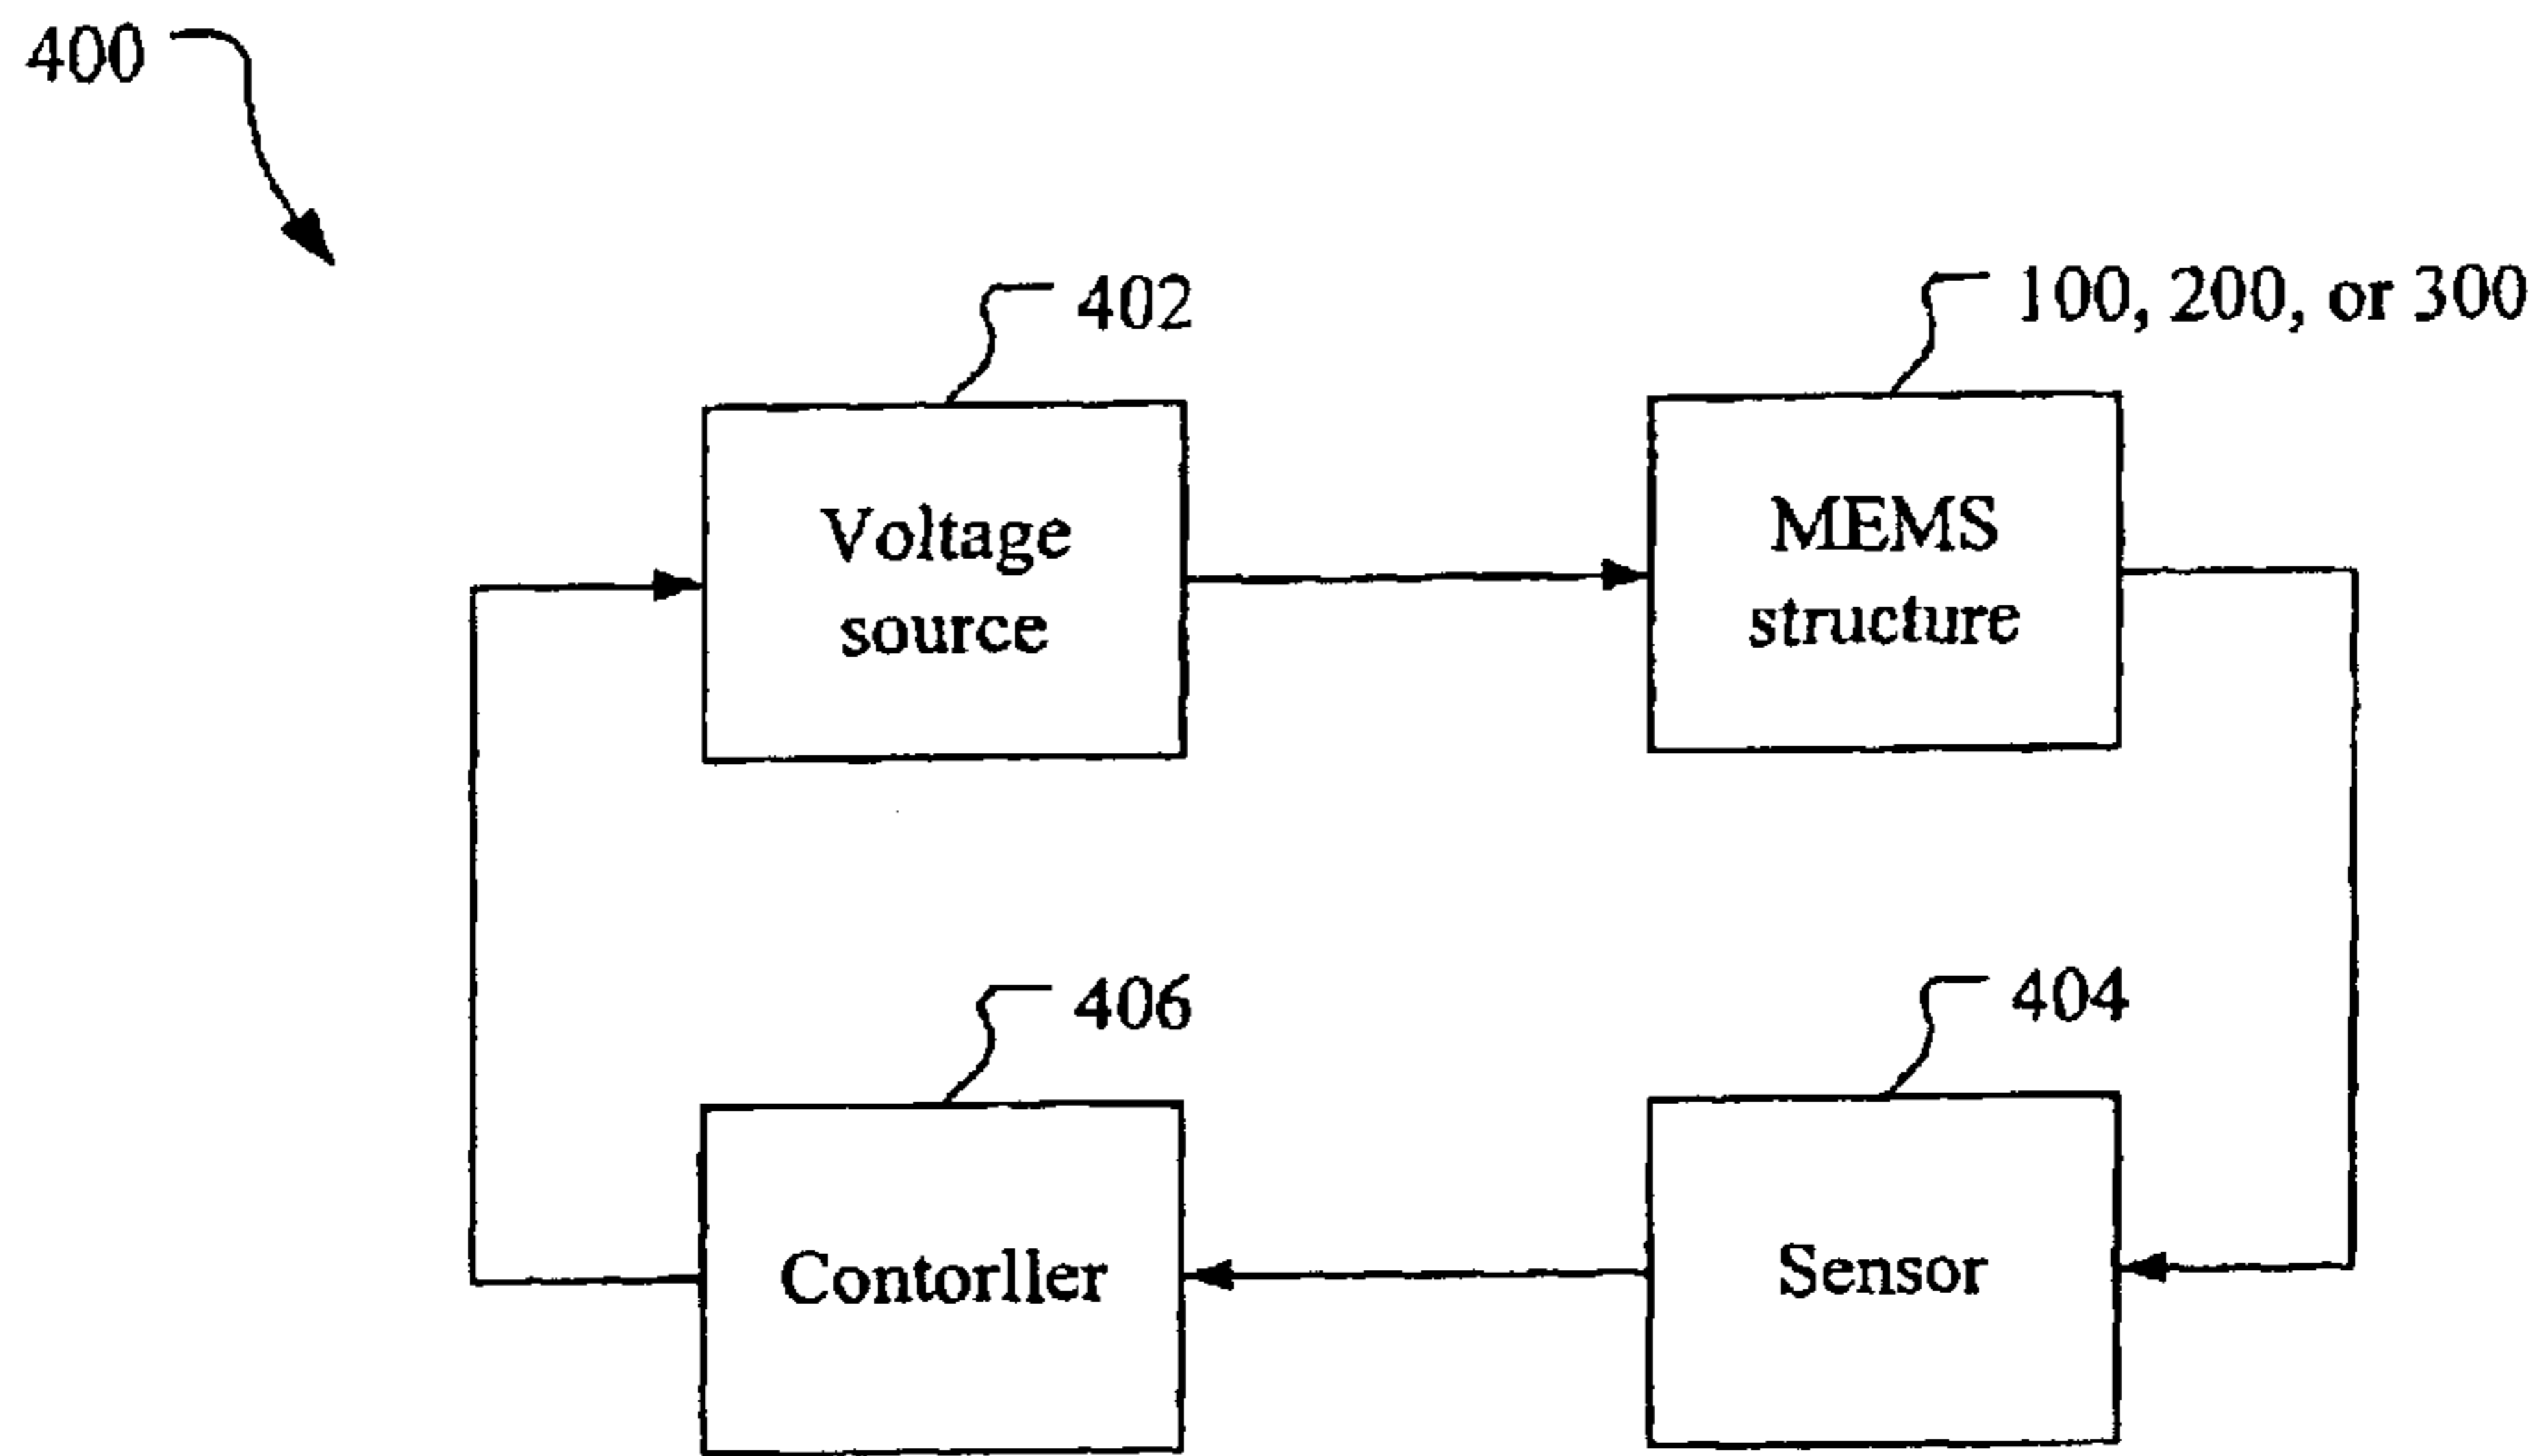 400
402
100, 200, or 300
Voltage
source
MEMS
structure
406
404
Contorller
Sensor